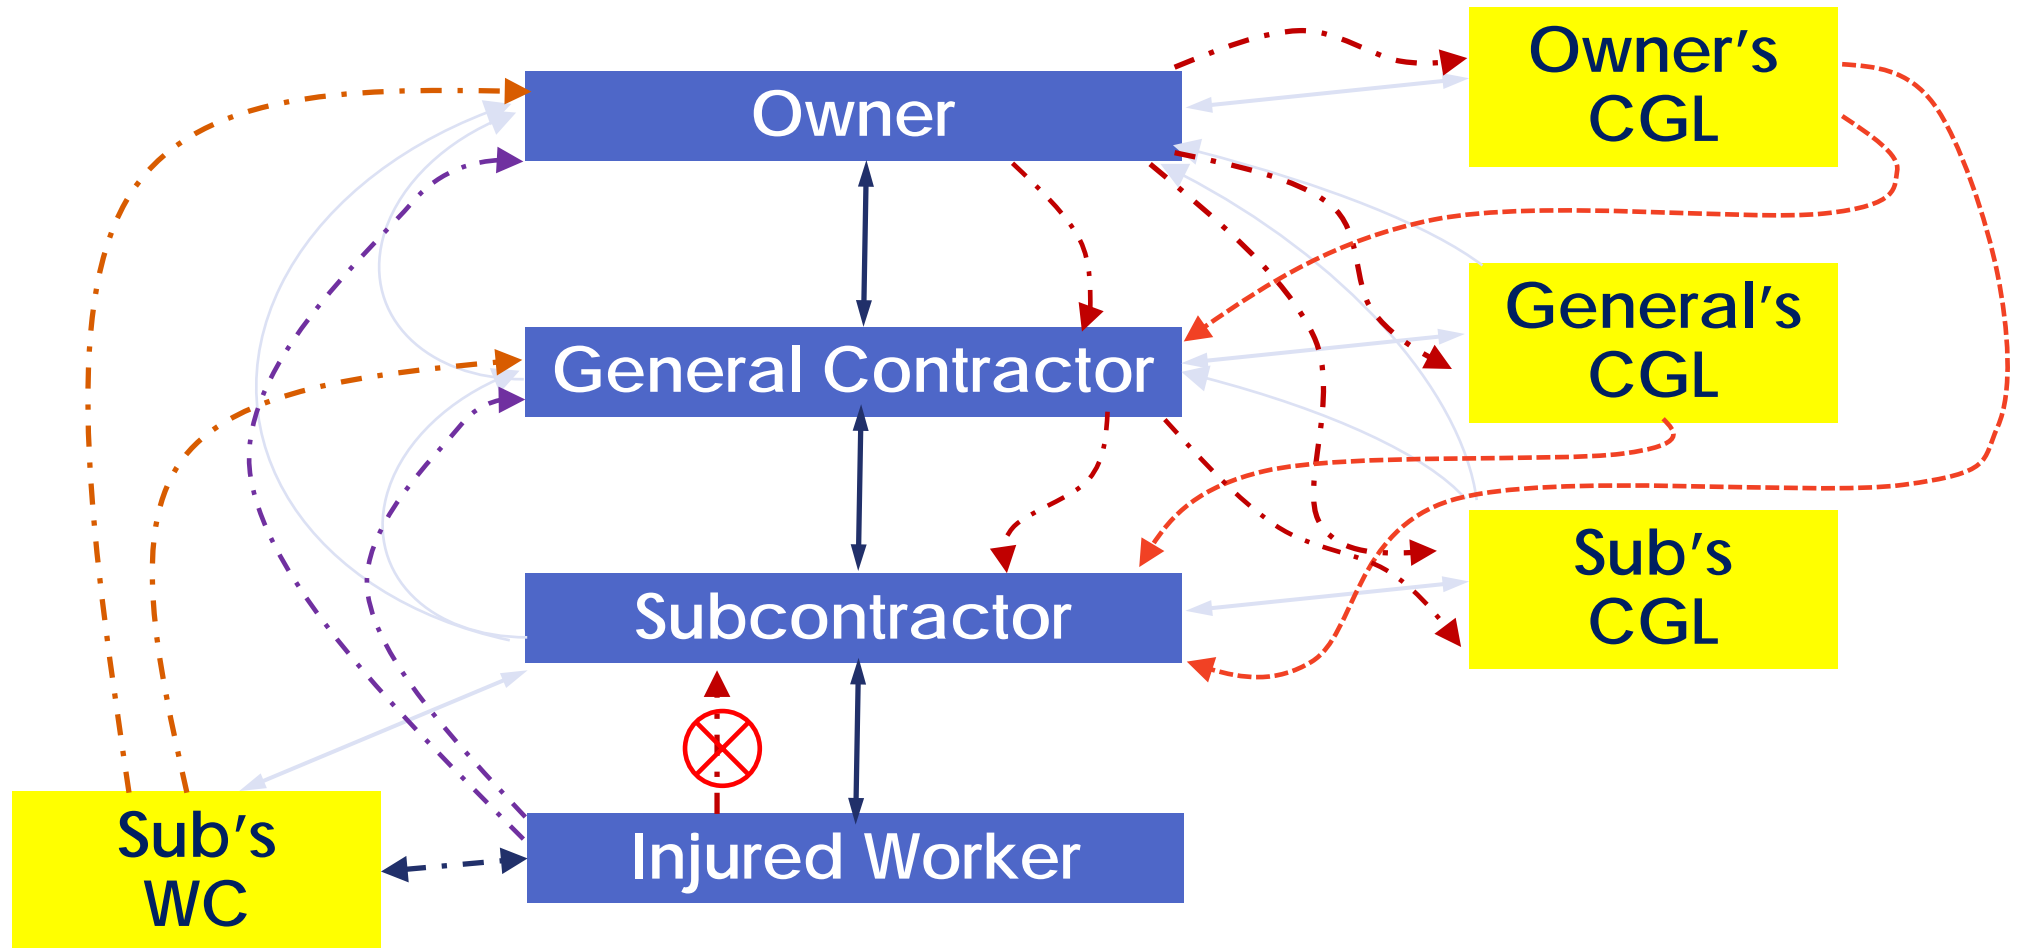 Owner
Owner's
CGL
General Contractor
General's
CGL
Subcontractor
Sub's
CGL
Sub's
WC
Injured Worker